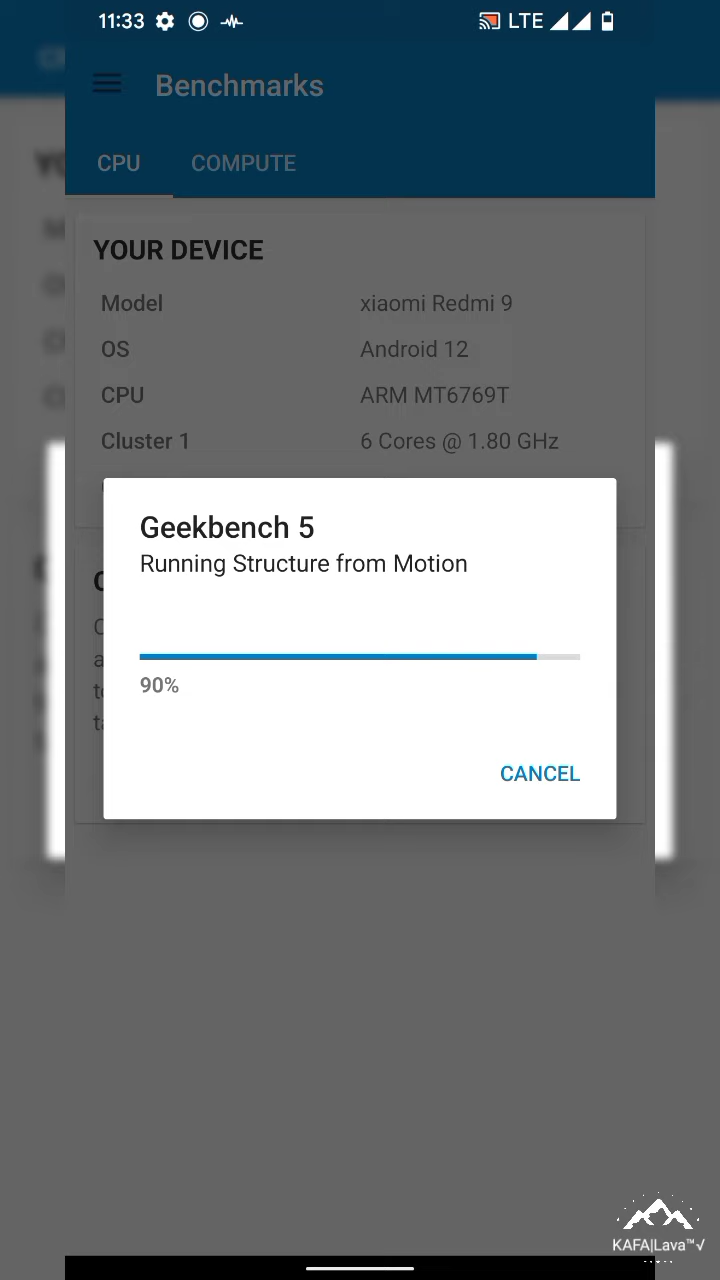 11:33 LTE
Benchmarks
CPU COMPUTE
YOUR DEVICE
Model xiaomi Redmi 9
OS Android 12
CPU ARM MT6769T
Cluster 1 6 Cores @ 1.80 GHz
Geekbench 5
Running Structure from Motion
90%
CANCEL
KAFA|Lava™√